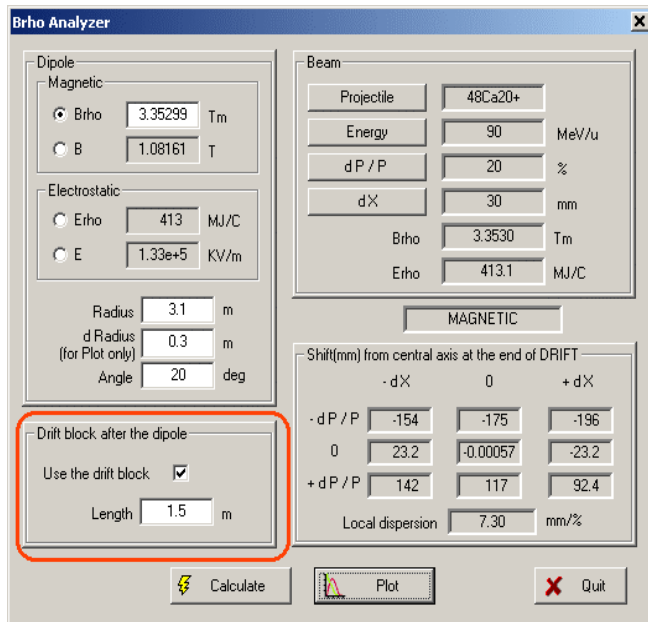 Brho Analyzer
Dipole
Magnetic
Brho 3.35299 Tm
B 1.08161 T
Electrostatic
Erho 413 MJ/C
E 1.33e+5 KV/m
Radius 3.1 m
d Radius
(for Plot only) 0.3 m
Angle 20 deg
Drift block after the dipole
Use the drift block
Length 1.5 m
Beam
Projectile 48Ca20+
Energy 90 MeV/u
dP/P 20 %
dX 30 mm
Brho 3.3530 Tm
Erho 413.1 MJ/C
MAGNETIC
Shift(mm) from central axis at the end of DRIFT
- dX 0 + dX
- dP/P -154 -175 -196
0 23.2 -0.00057 -23.2
+ dP/P 142 117 92.4
Local dispersion 7.30 mm/%
Calculate Plot Quit